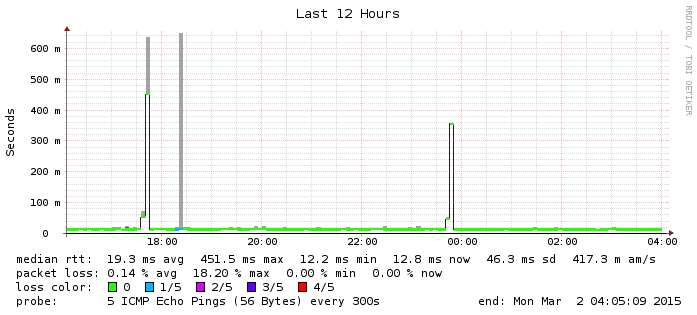 Last 12 Hours
RRDTOOL / TOBI OETIKER
Seconds
600 m
500 m
400 m
300 m
200 m
100 m
0
18:00 20:00 22:00 00:00 02:00 04:00
median rtt: 19.3 ms avg 451.5 ms max 12.2 ms min 12.8 ms now 46.3 ms sd 417.3 m am/s
packet loss: 0.14 % avg 18.20 % max 0.00 % min 0.00 % now
loss color: 0 1/5 2/5 3/5 4/5
probe: 5 ICMP Echo Pings (56 Bytes) every 300s end: Mon Mar 2 04:05:09 2015